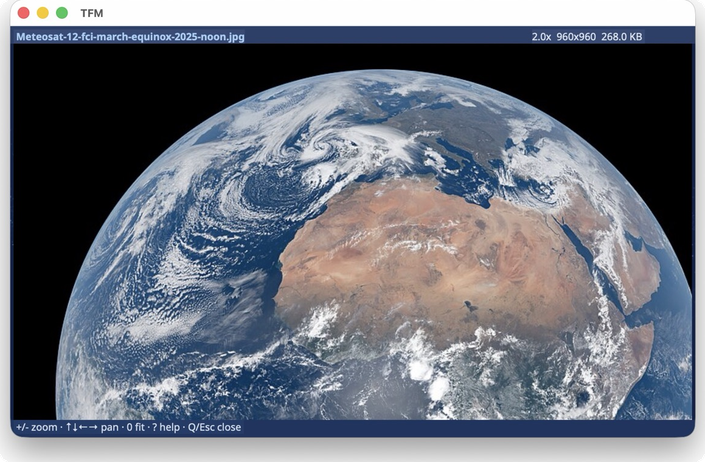 TFM
Meteosat-12-fci-march-equinox-2025-noon.jpg 2.0x 960x960 268.0 KB
+/- zoom · ↑↓←→ pan · 0 fit · ? help · Q/Esc close